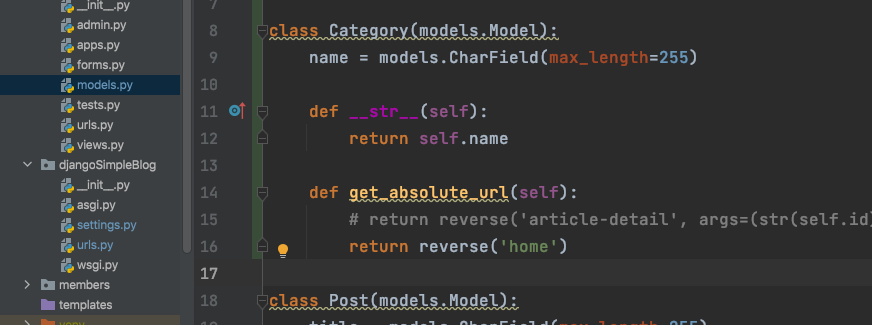 __init__.py
admin.py
apps.py
forms.py
models.py
tests.py
urls.py
views.py
djangoSimpleBlog
__init__.py
asgi.py
settings.py
urls.py
wsgi.py
members
templates
7
8 class Category(models.Model):
9 name = models.CharField(max_length=255)
10
11 def __str__(self):
12 return self.name
13
14 def get_absolute_url(self):
15 # return reverse('article-detail', args=(str(self.id)
16 return reverse('home')
17
18 class Post(models.Model):
title = models.CharField(max_length=255)